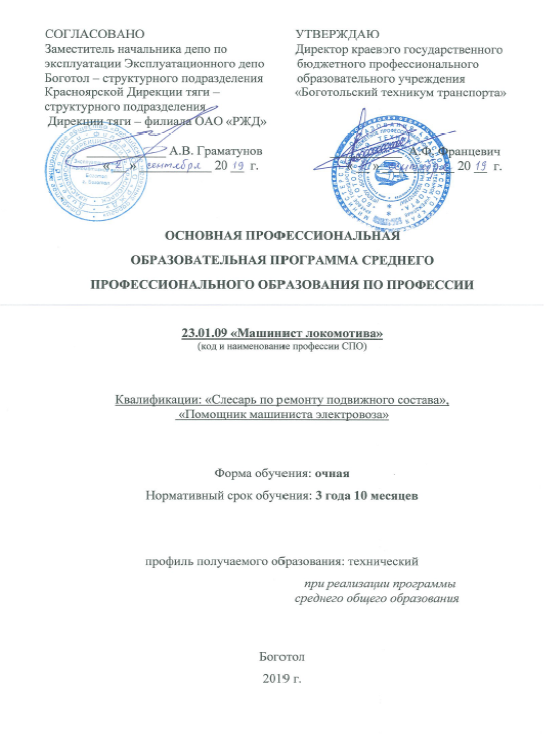 СОГЛАСОВАНО
Заместитель начальника депо по
эксплуатации Эксплуатационного депо
Боготол – структурного подразделения
Красноярской Дирекции тяги –
структурного подразделения
Дирекции тяги – филиала ОАО «РЖД»
А.В. Граматунов
сентября 20 19 г.
УТВЕРЖДАЮ
Директор краевого государственного
бюджетного профессионального
образовательного учреждения
«Боготольский техникум транспорта»
А.Ф. Францевич
20 19 г.
ОСНОВНАЯ ПРОФЕССИОНАЛЬНАЯ
ОБРАЗОВАТЕЛЬНАЯ ПРОГРАММА СРЕДНЕГО
ПРОФЕССИОНАЛЬНОГО ОБРАЗОВАНИЯ ПО ПРОФЕССИИ
23.01.09 «Машинист локомотива»
(код и наименование профессии СПО)
Квалификации: «Слесарь по ремонту подвижного состава»,
«Помощник машиниста электровоза»
Форма обучения: очная
Нормативный срок обучения: 3 года 10 месяцев
профиль получаемого образования: технический
при реализации программы
среднего общего образования
Боготол
2019 г.